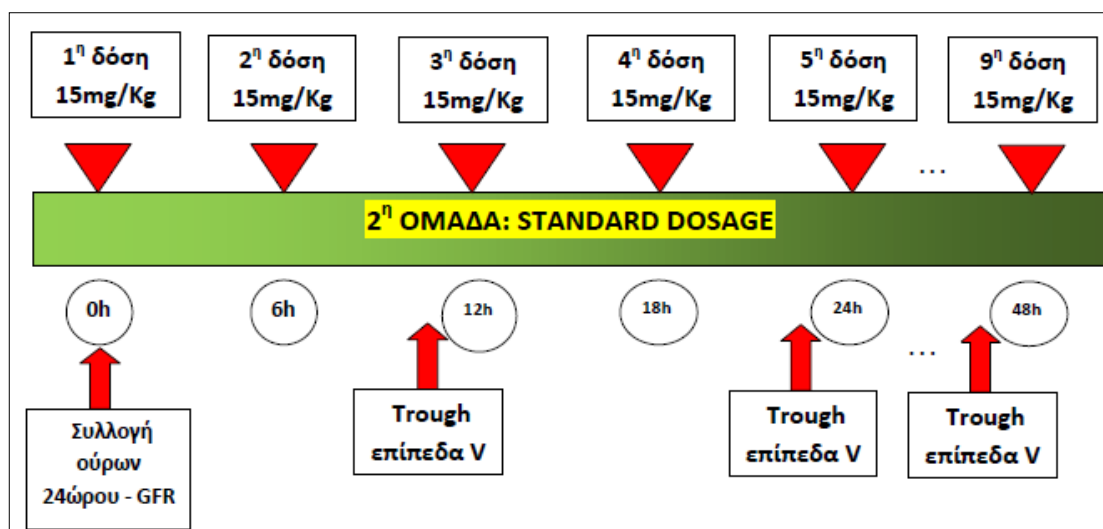 1η δόση
15mg/Kg
2η δόση
15mg/Kg
3η δόση
15mg/Kg
4η δόση
15mg/Kg
5η δόση
15mg/Kg
9η δόση
15mg/Kg
...
2η ΟΜΑΔΑ: STANDARD DOSAGE
0h
6h
12h
18h
24h
48h
...
Συλλογή
ούρων
24ώρου - GFR
Trough
επίπεδα V
Trough
επίπεδα V
Trough
επίπεδα V